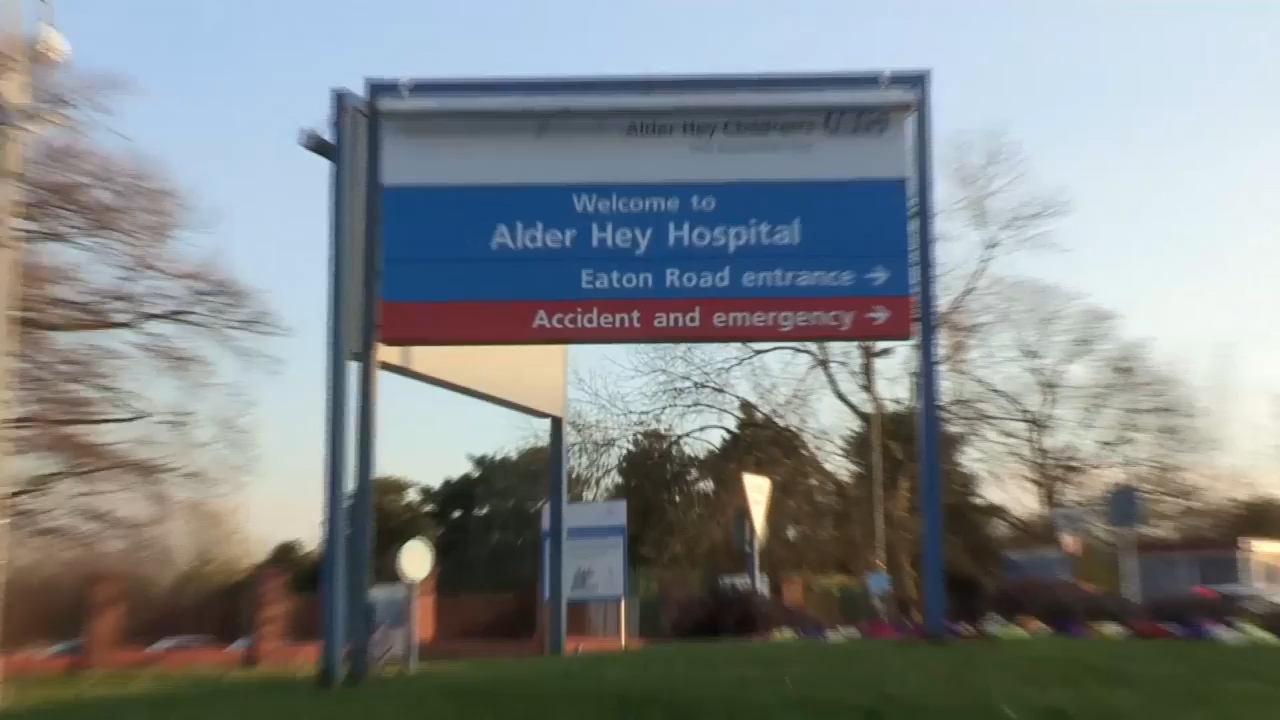 Alder Hey Children's
Welcome to
Alder Hey Hospital
Eaton Road entrance →
Accident and emergency →